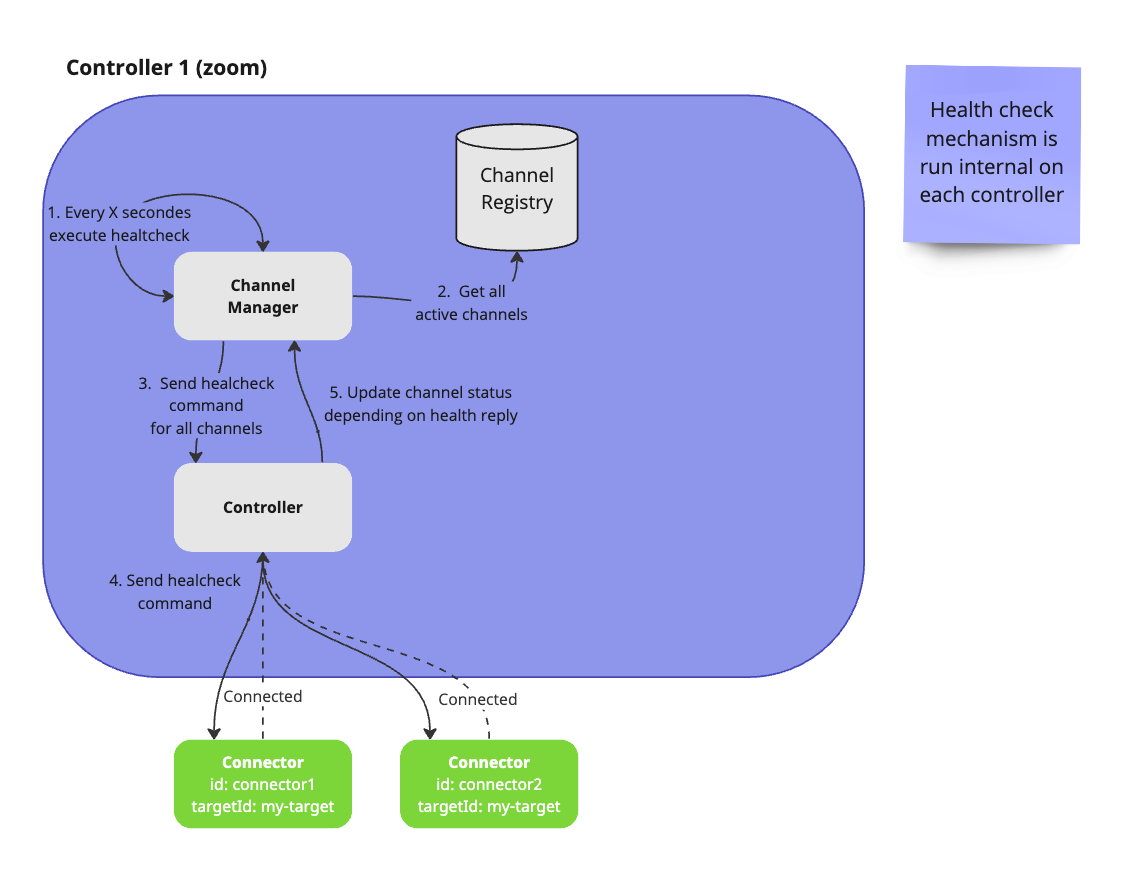 Controller 1 (zoom)
Health check
mechanism is
run internal on
each controller
Channel
Registry
1. Every X secondes
execute healtcheck
Channel
Manager
2.  Get all
active channels
3.  Send healcheck
command
for all channels
5. Update channel status
depending on health reply
Controller
4. Send healcheck
command
Connected
Connected
Connector
id: connector1
targetId: my-target
Connector
id: connector2
targetId: my-target